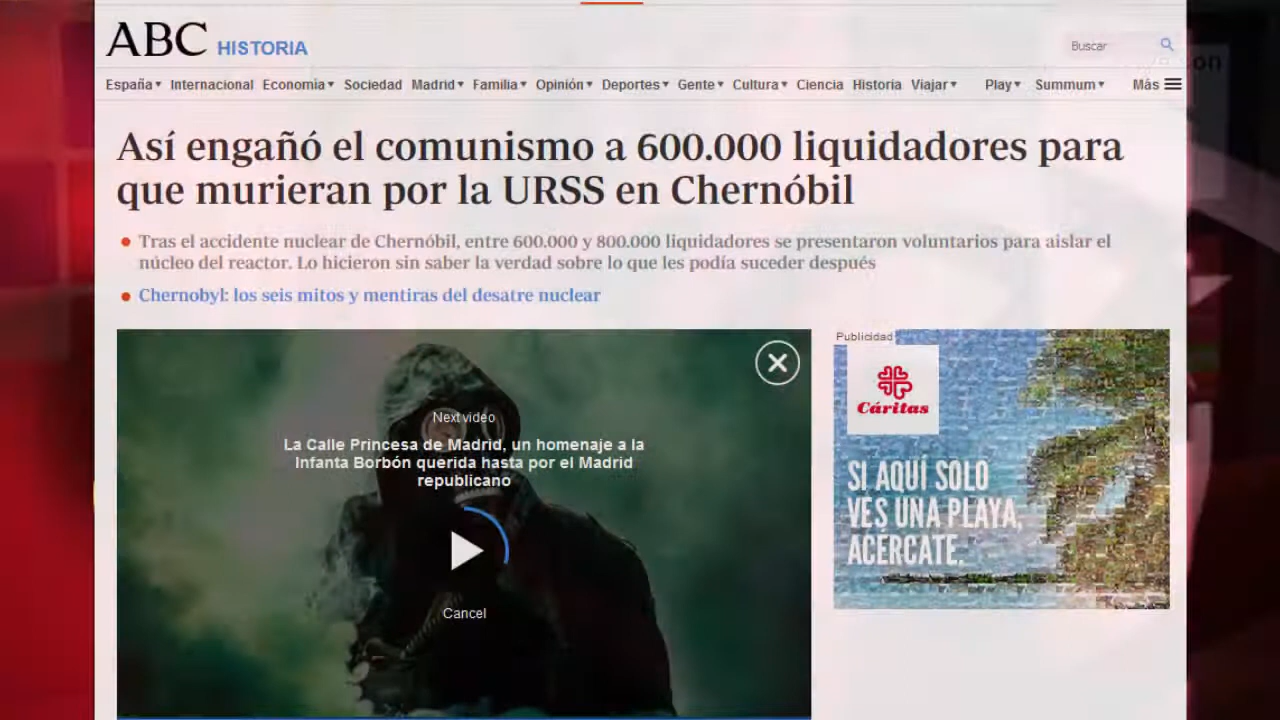 ABC HISTORIA
Buscar
España Internacional Economía Sociedad Madrid Familia Opinión Deportes Gente Cultura Ciencia Historia Viajar Play Summum Más
Así engañó el comunismo a 600.000 liquidadores para
que murieran por la URSS en Chernóbil
Tras el accidente nuclear de Chernóbil, entre 600.000 y 800.000 liquidadores se presentaron voluntarios para aislar el
núcleo del reactor. Lo hicieron sin saber la verdad sobre lo que les podía suceder después
Chernobyl: los seis mitos y mentiras del desatre nuclear
Next video
La Calle Princesa de Madrid, un homenaje a la
Infanta Borbón querida hasta por el Madrid
republicano
Cancel
Publicidad
Cáritas
SI AQUÍ SOLO
VES UNA PLAYA,
ACÉRCATE.